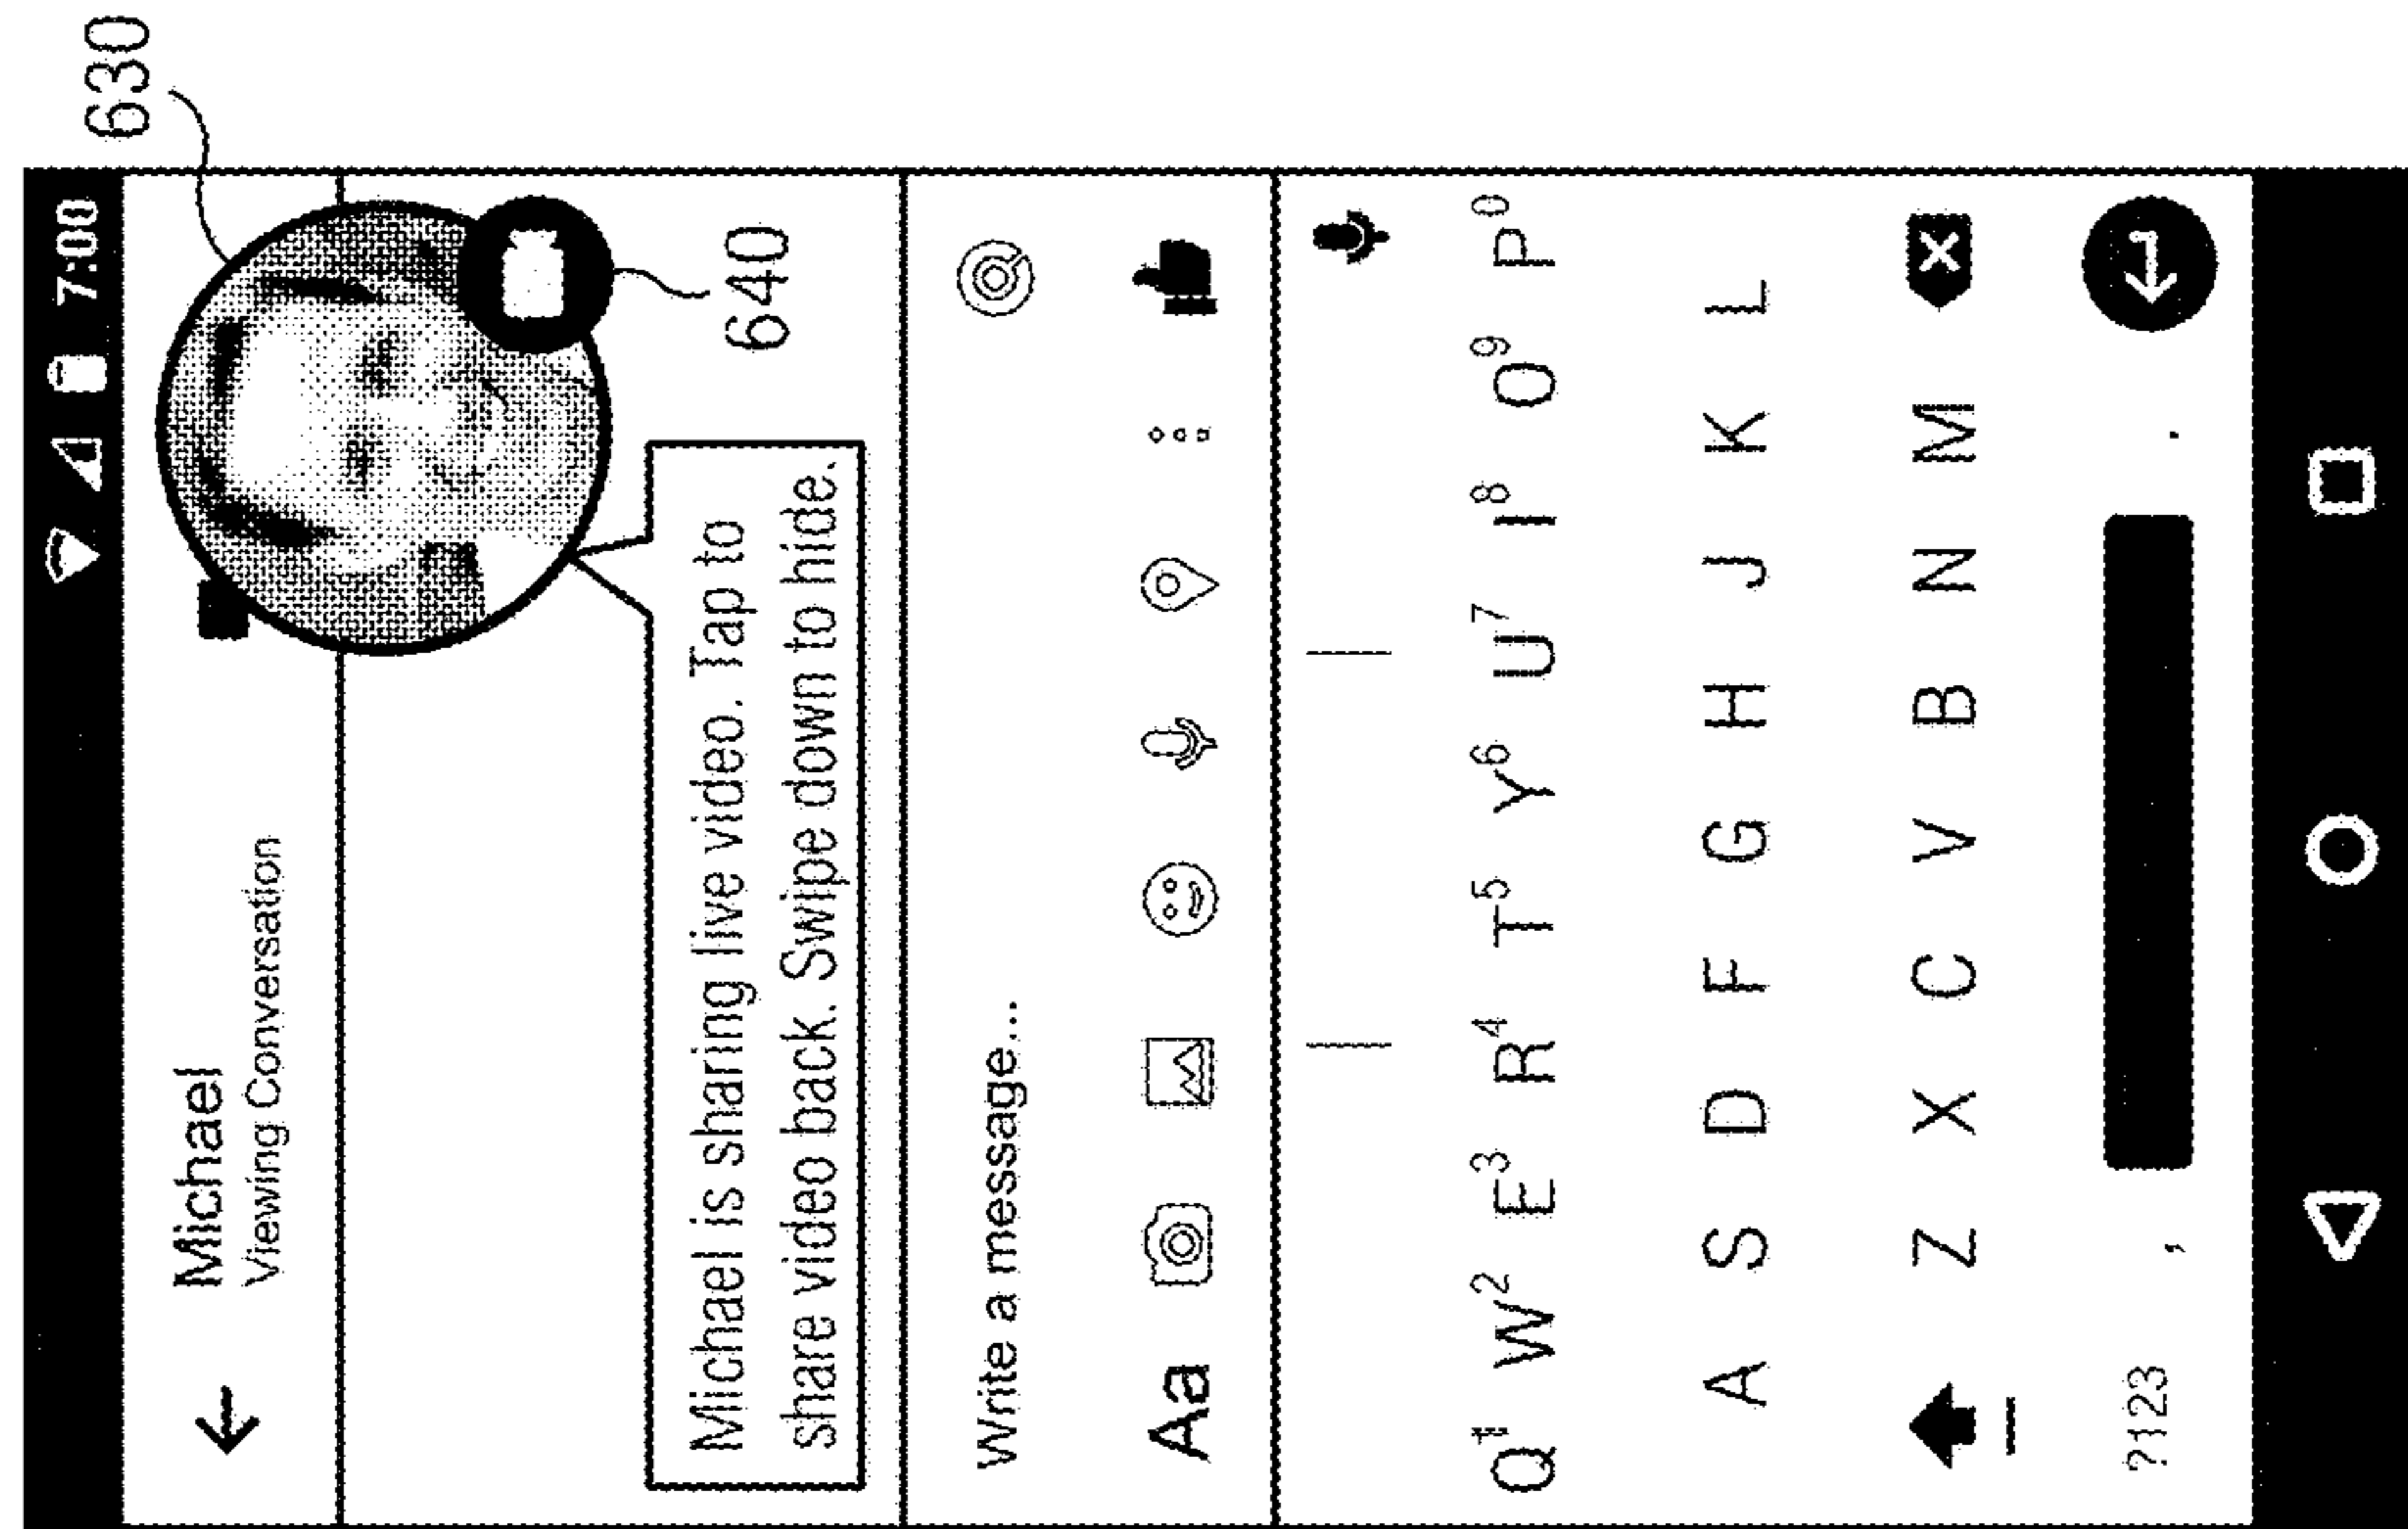 630
7:00
Michael
Viewing Conversation
640
Michael is sharing live video. Tap to
share video back. Swipe down to hide.
Write a message...
Aa
Q1 W2 E3 R4 T5 Y6 U7 I8 O9 P0
A S D F G H J K L
Z X C V B N M
?123 , .